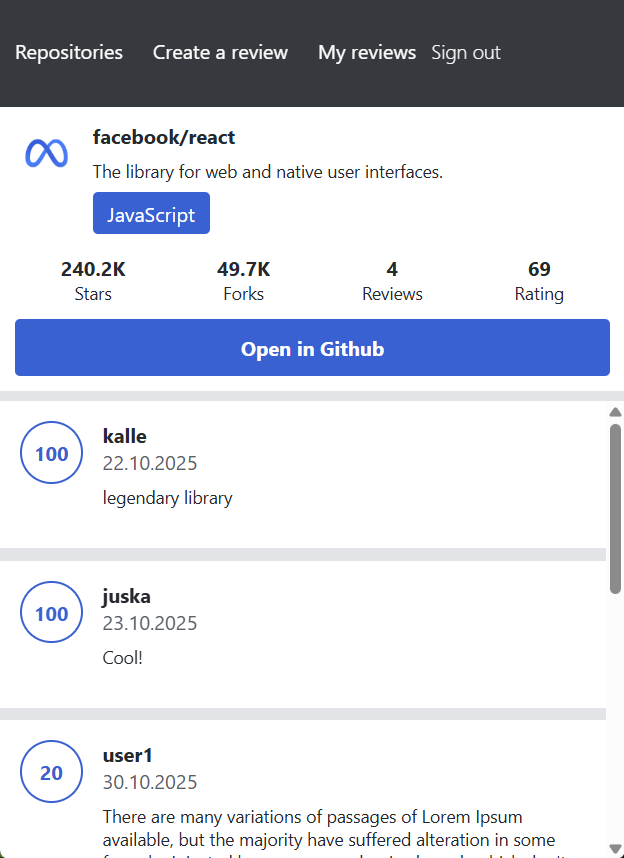 Repositories Create a review My reviews Sign out
facebook/react
The library for web and native user interfaces.
JavaScript
240.2K 49.7K 4 69
Stars Forks Reviews Rating
Open in Github
100 kalle
22.10.2025
legendary library
100 juska
23.10.2025
Cool!
20 user1
30.10.2025
There are many variations of passages of Lorem Ipsum
available, but the majority have suffered alteration in some